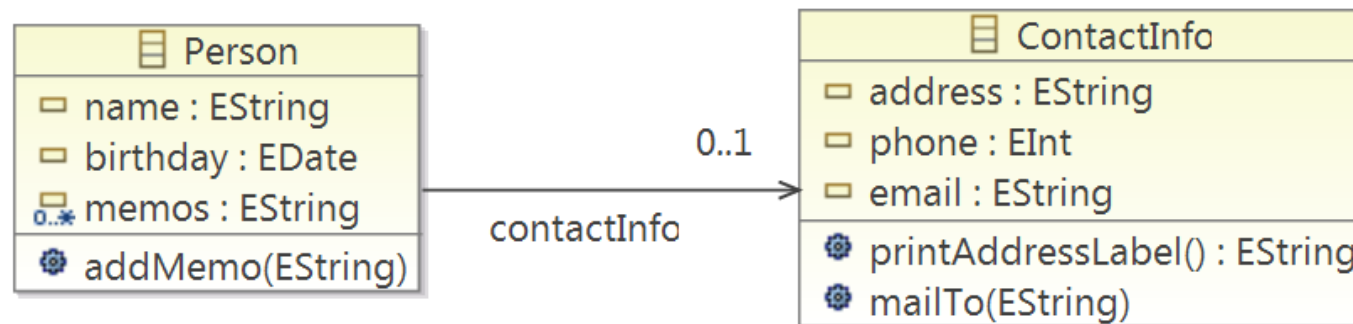 Person
name : EString
birthday : EDate
0..* memos : EString
addMemo(EString)
0..1
contactInfo
ContactInfo
address : EString
phone : EInt
email : EString
printAddressLabel() : EString
mailTo(EString)